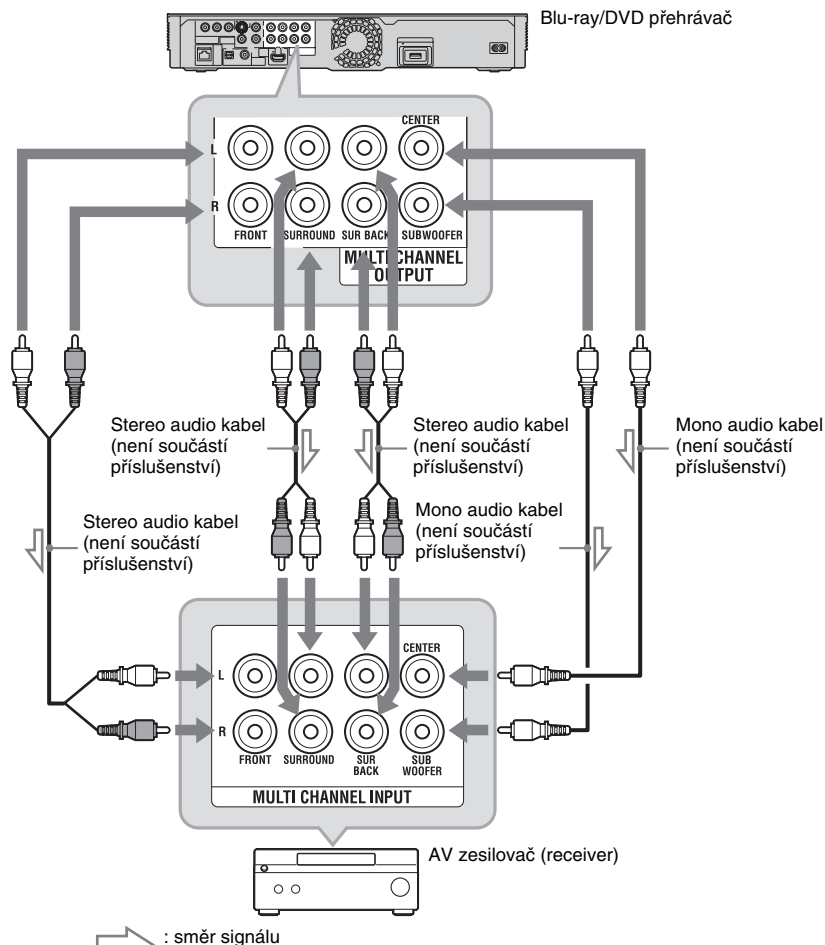 Blu-ray/DVD přehrávač
CENTER
L
R
FRONT SURROUND SUR BACK SUBWOOFER
MULTI CHANNEL
OUTPUT
Stereo audio kabel
(není součástí
příslušenství)
Stereo audio kabel
(není součástí
příslušenství)
Mono audio kabel
(není součástí
příslušenství)
Stereo audio kabel
(není součástí
příslušenství)
Mono audio kabel
(není součástí
příslušenství)
CENTER
L
R
FRONT SURROUND SUR
BACK SUB
WOOFER
MULTI CHANNEL INPUT
AV zesilovač (receiver)
: směr signálu